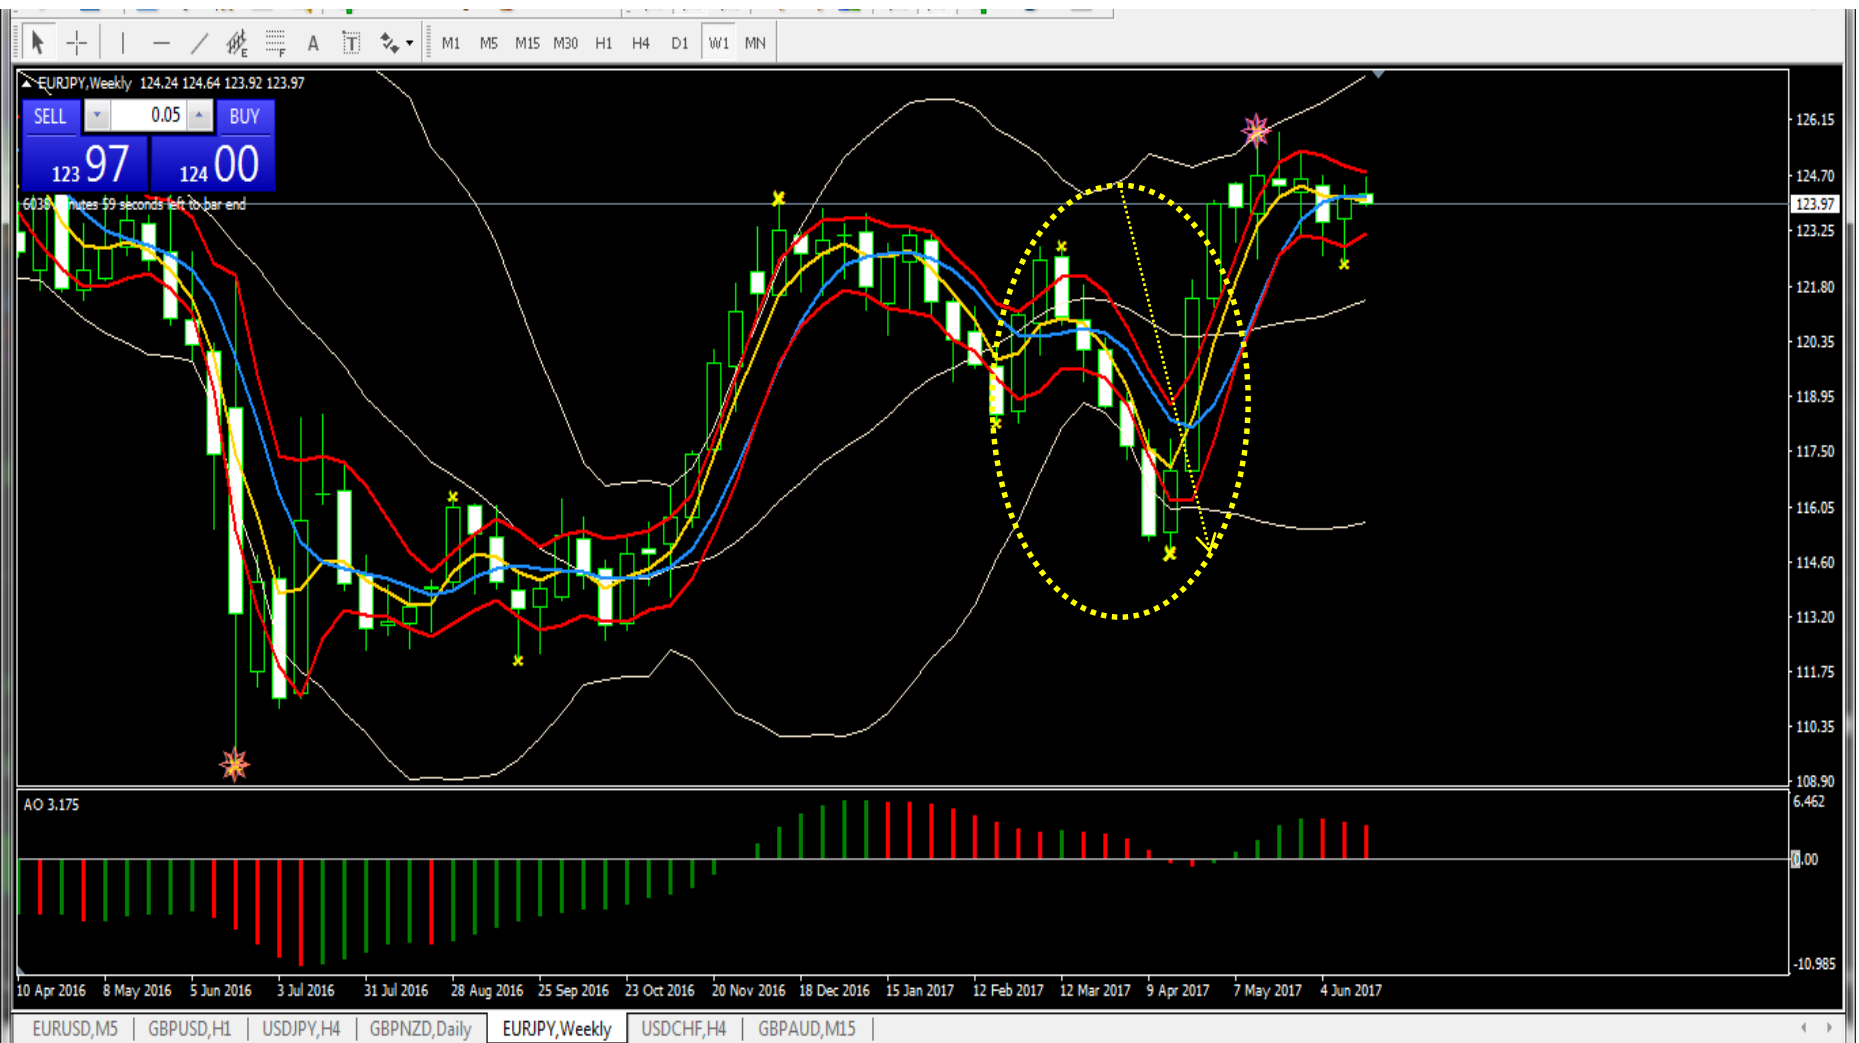 E F A T M1 M5 M15 M30 H1 H4 D1 W1 MN
EURJPY,Weekly 124.24 124.64 123.92 123.97
SELL 0.05 BUY
123 97 124 00
59 seconds left to bar end
126.15
124.70
123.97
123.25
121.80
120.35
118.95
117.50
116.05
114.60
113.20
111.75
110.35
108.90
AO 3.175
6.462
0.00
-10.985
10 Apr 2016 8 May 2016 5 Jun 2016 3 Jul 2016 31 Jul 2016 28 Aug 2016 25 Sep 2016 23 Oct 2016 20 Nov 2016 18 Dec 2016 15 Jan 2017 12 Feb 2017 12 Mar 2017 9 Apr 2017 7 May 2017 4 Jun 2017
EURUSD,M5 GBPUSD,H1 USDJPY,H4 GBPNZD,Daily EURJPY,Weekly USDCHF,H4 GBPAUD,M15